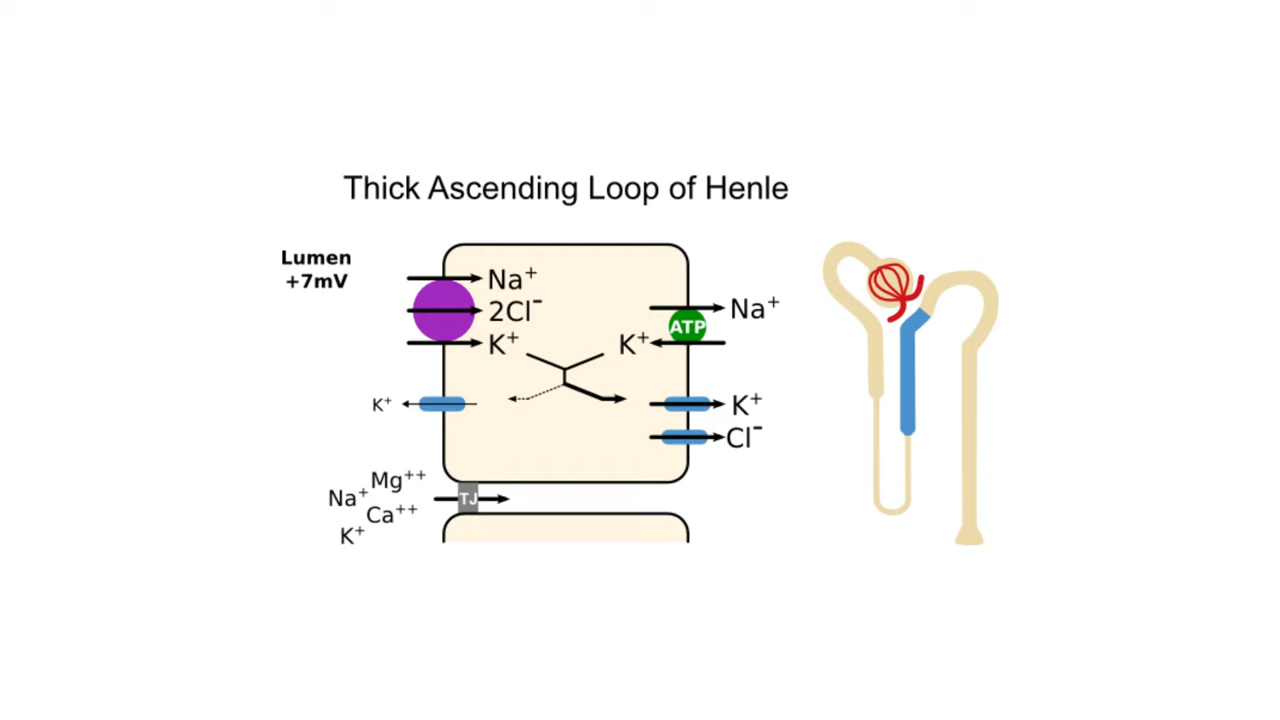 Thick Ascending Loop of Henle
Lumen
+7mV
Na⁺
2Cl⁻
K⁺
Na⁺
ATP
K⁺
K⁺
K⁺
Cl⁻
Mg⁺⁺
Na⁺
TJ
Ca⁺⁺
K⁺